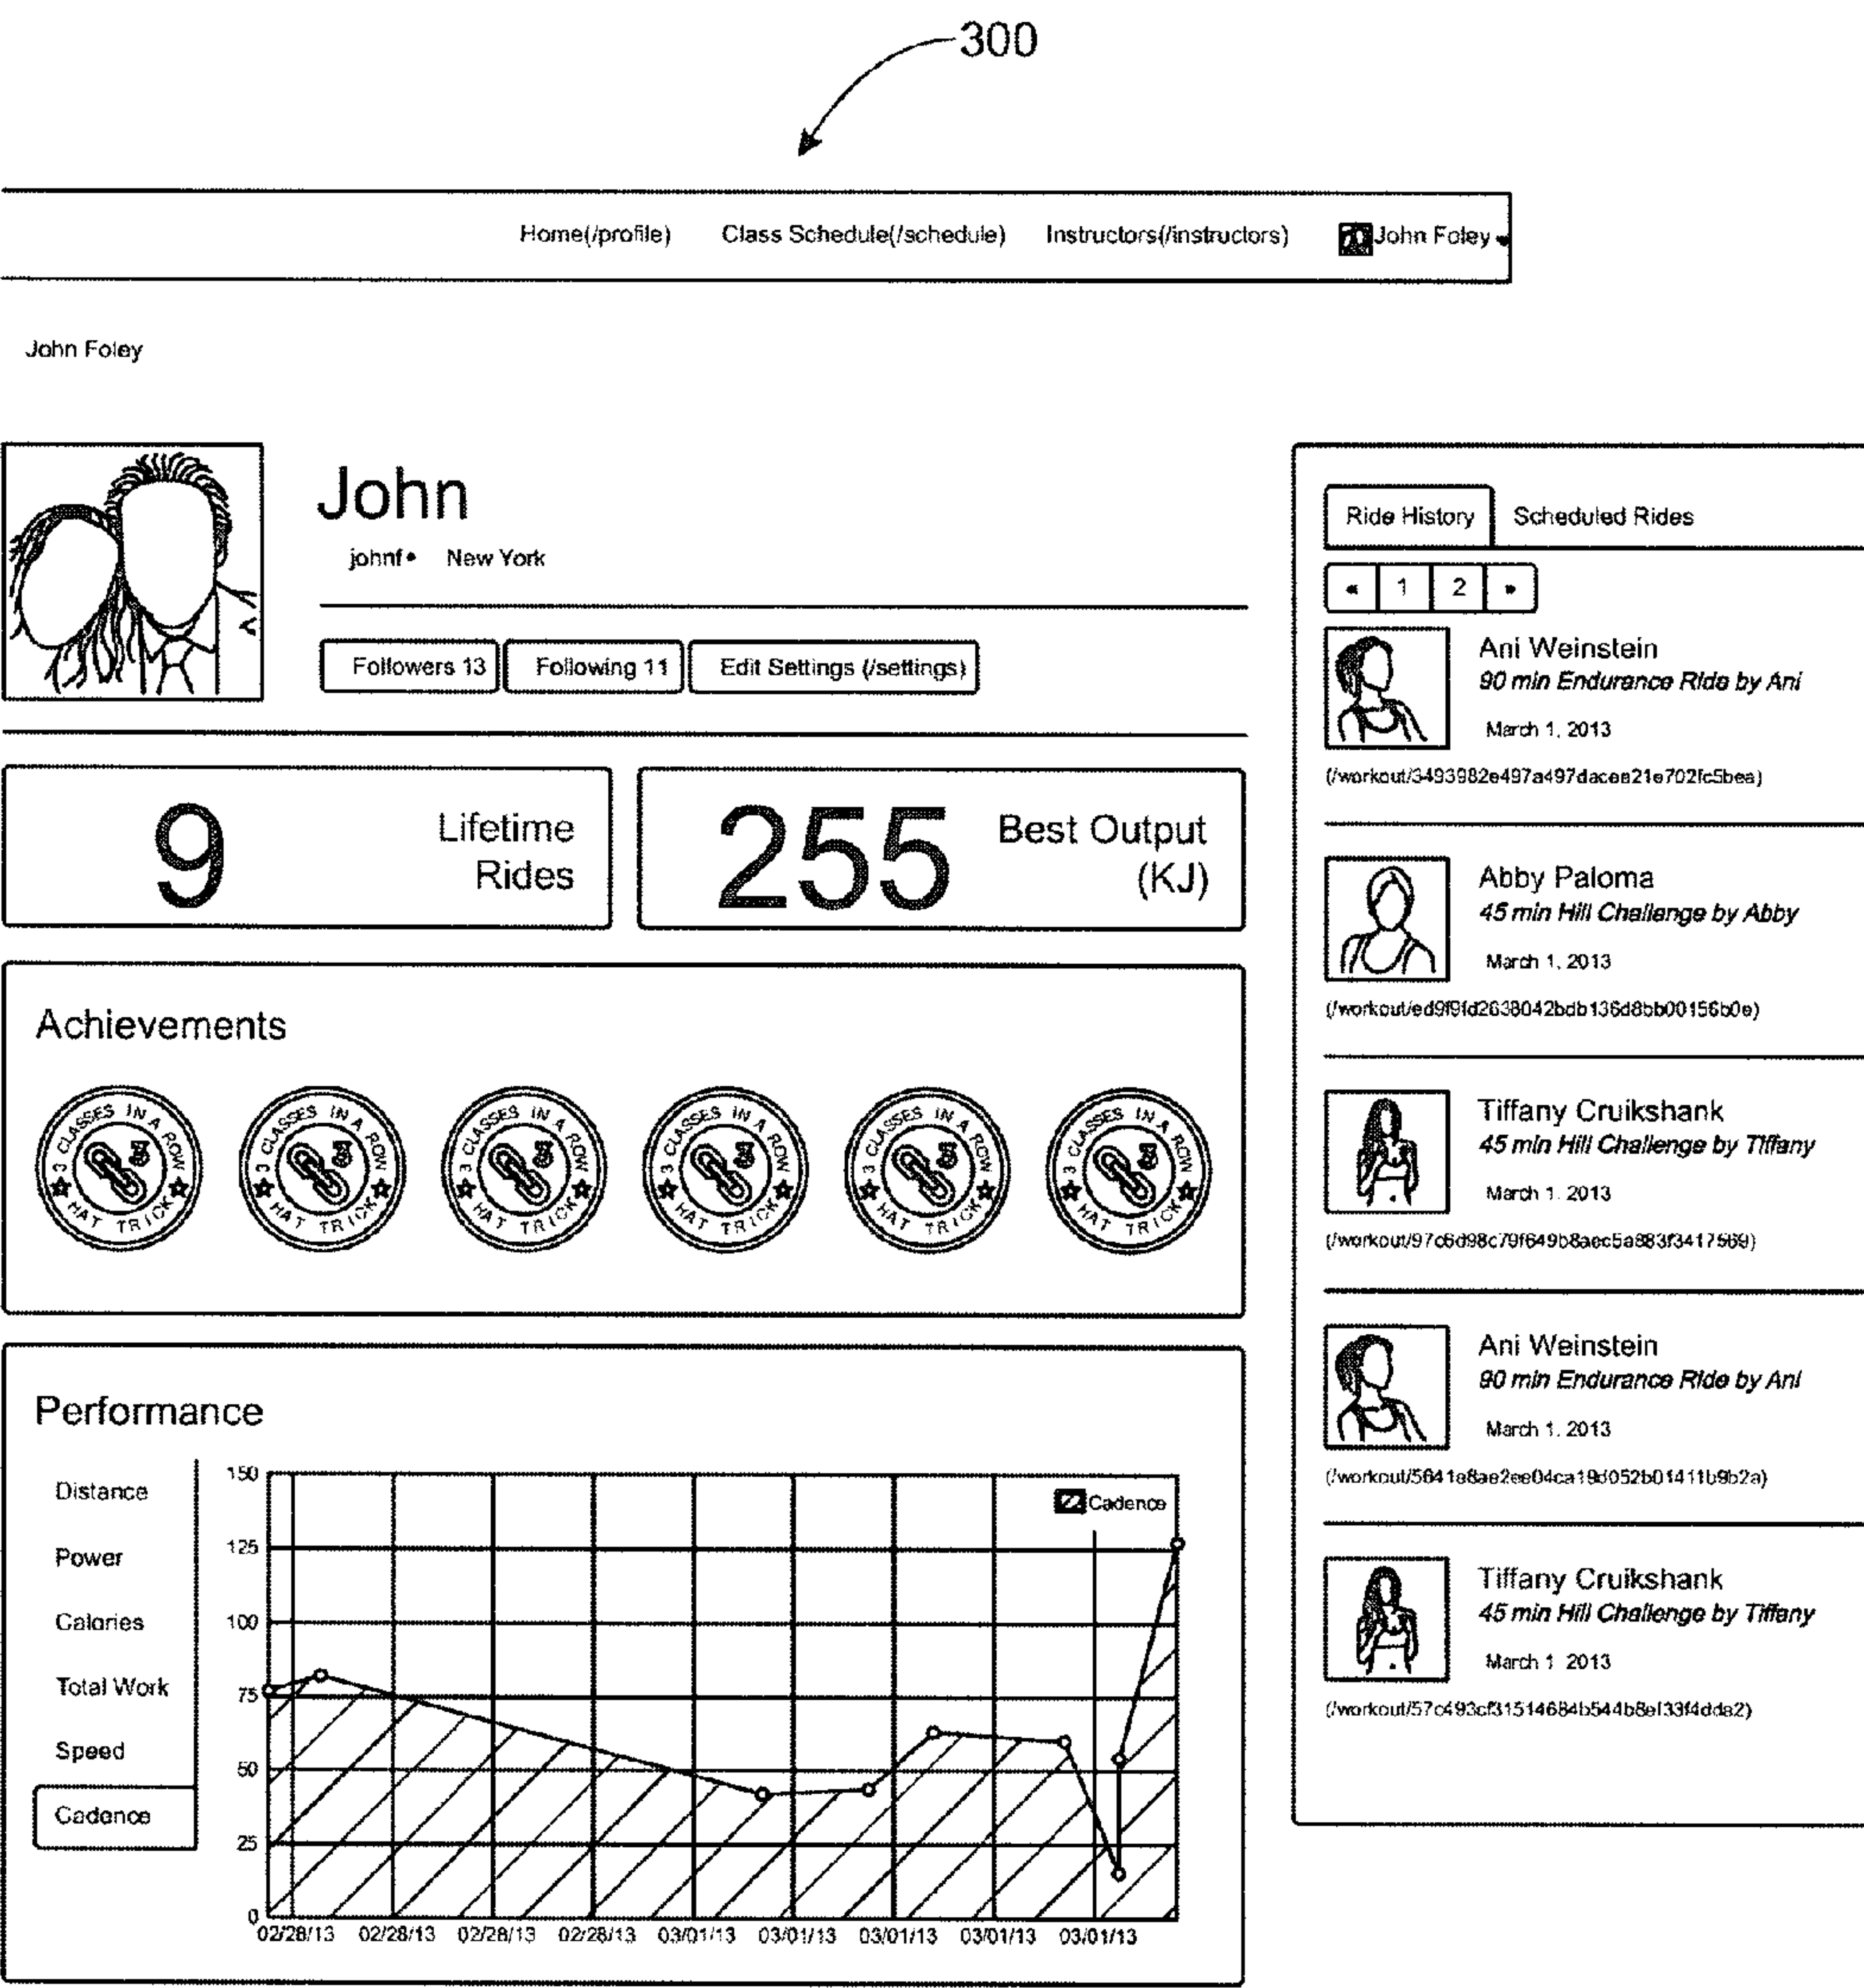 300
Home(/profile) Class Schedule(/schedule) Instructors(/instructors) John Foley
John Foley
John
johnf• New York
Followers 13 Following 11 Edit Settings (/settings)
9 Lifetime Rides
255 Best Output (KJ)
Achievements
3 CLASSES IN A ROW HAT TRICK
3 CLASSES IN A ROW HAT TRICK
3 CLASSES IN A ROW HAT TRICK
3 CLASSES IN A ROW HAT TRICK
3 CLASSES IN A ROW HAT TRICK
3 CLASSES IN A ROW HAT TRICK
Performance
Distance
Power
Calories
Total Work
Speed
Cadence
150
125
100
75
50
25
0
Cadence
02/28/13 02/28/13 02/28/13 02/28/13 03/01/13 03/01/13 03/01/13 03/01/13 03/01/13
Ride History Scheduled Rides
« 1 2 »
Ani Weinstein
90 min Endurance Ride by Ani
March 1, 2013
Abby Paloma
45 min Hill Challenge by Abby
March 1, 2013
Tiffany Cruikshank
45 min Hill Challenge by Tiffany
March 1. 2013
Ani Weinstein
90 min Endurance Ride by Ani
March 1. 2013
Tiffany Cruikshank
45 min Hill Challenge by Tiffany
March 1 2013